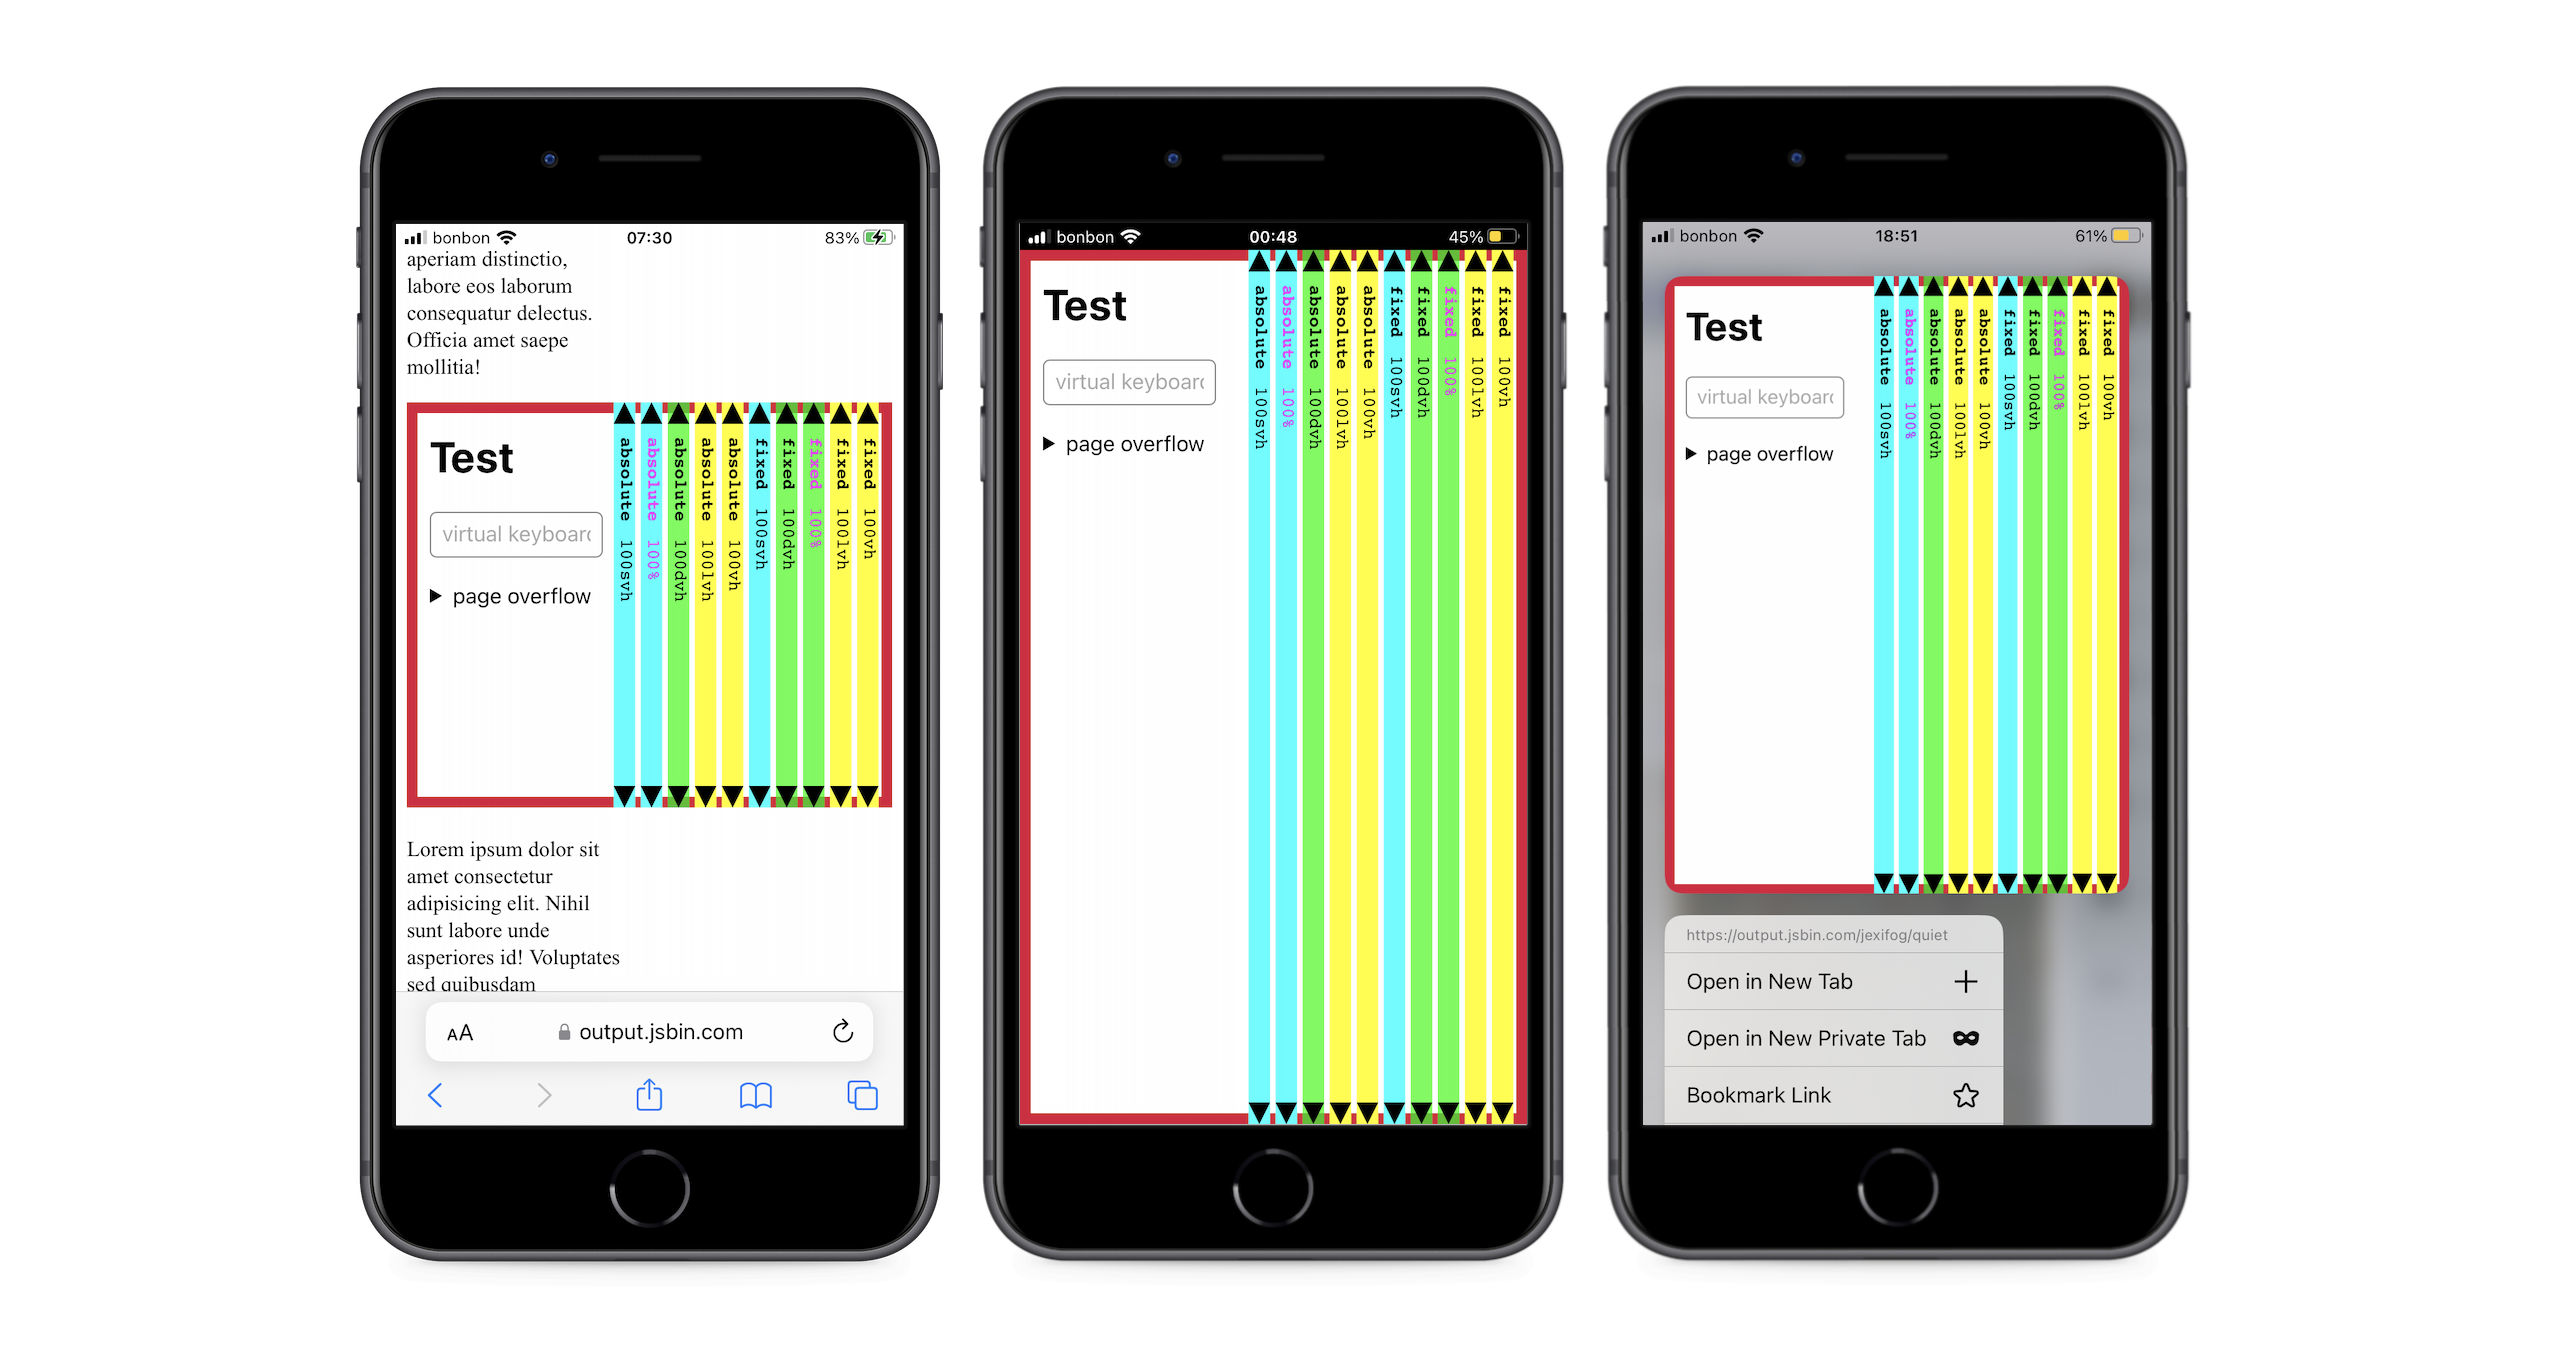 bonbon 07:30 83%
aperiam distinctio,
labore eos laborum
consequatur delectus.
Officia amet saepe
mollitia!
Test
virtual keyboard
page overflow
absolute 100svh
absolute 100%
absolute 100dvh
absolute 100lvh
absolute 100vh
fixed 100svh
fixed 100dvh
fixed 100%
fixed 100lvh
fixed 100vh
Lorem ipsum dolor sit
amet consectetur
adipisicing elit. Nihil
sunt labore unde
asperiores id! Voluptates
sed quibusdam
AA output.jsbin.com
bonbon 00:48 45%
Test
virtual keyboard
page overflow
absolute 100svh
absolute 100%
absolute 100dvh
absolute 100lvh
absolute 100vh
fixed 100svh
fixed 100dvh
fixed 100%
fixed 100lvh
fixed 100vh
bonbon 18:51 61%
Test
virtual keyboard
page overflow
absolute 100svh
absolute 100%
absolute 100dvh
absolute 100lvh
absolute 100vh
fixed 100svh
fixed 100dvh
fixed 100%
fixed 100lvh
fixed 100vh
https://output.jsbin.com/jexifog/quiet
Open in New Tab
Open in New Private Tab
Bookmark Link